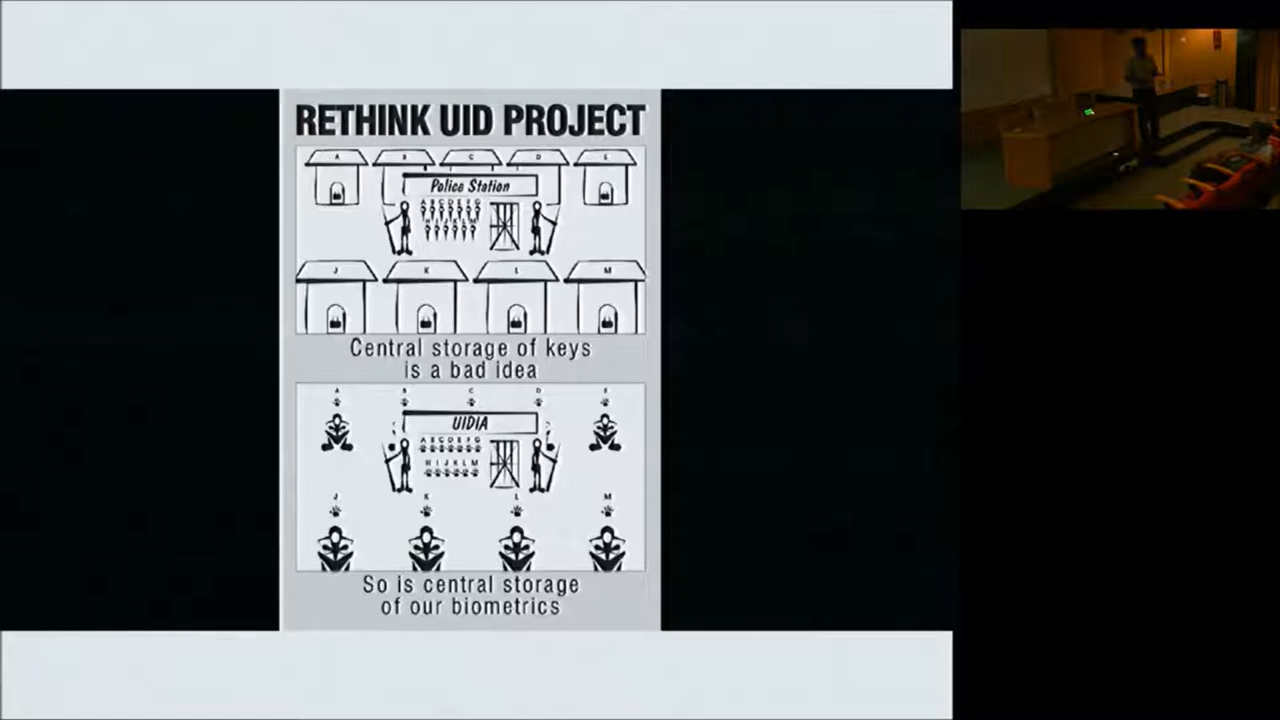 RETHINK UID PROJECT
A B C D E
Police Station
A B C D E F G
H I J K L M
J K L M
Central storage of keys
is a bad idea
A B C D E
UIDIA
A B C D E F G
H I J K L M
J K L M
So is central storage
of our biometrics